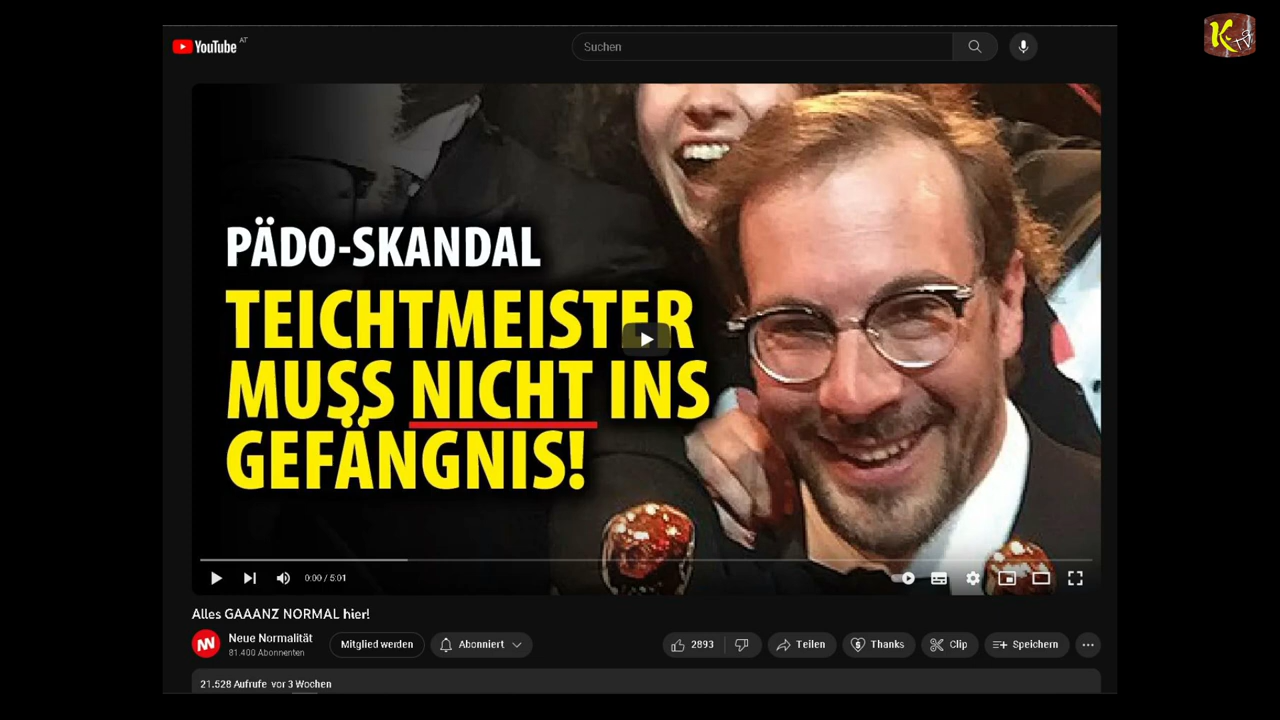 YouTube AT
Suchen
K-TV
PÄDO-SKANDAL
TEICHTMEISTER
MUSS NICHT INS
GEFÄNGNIS!
0:00 / 5:01
Alles GAAANZ NORMAL hier!
Neue Normalität
81.400 Abonnenten
Mitglied werden
Abonniert
2893
Teilen
Thanks
Clip
Speichern
21.528 Aufrufe vor 3 Wochen